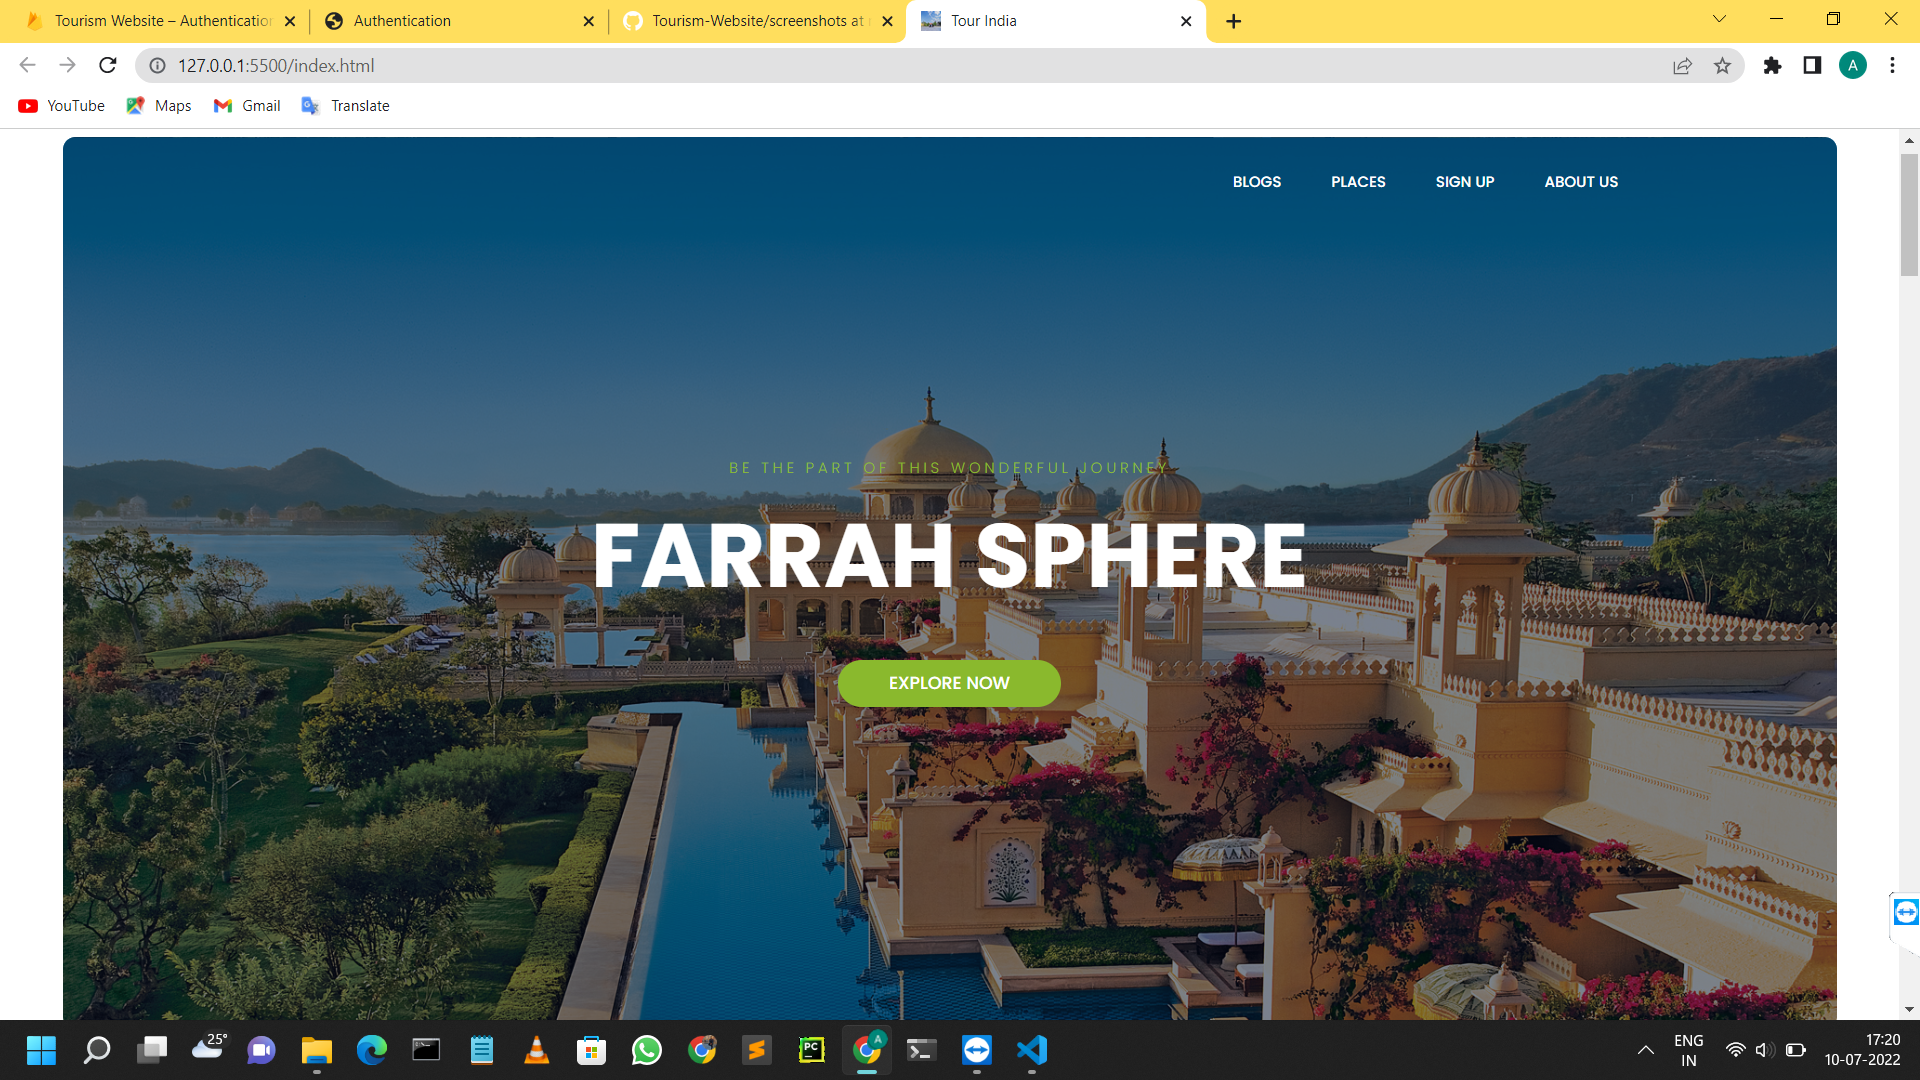 Tourism Website – Authentication
Authentication
Tourism-Website/screenshots at
Tour India
127.0.0.1:5500/index.html
A
YouTube
Maps
Gmail
Translate
BLOGS
PLACES
SIGN UP
ABOUT US
BE THE PART OF THIS WONDERFUL JOURNEY
FARRAH SPHERE
EXPLORE NOW
25°
PC
A
ENG
IN
17:20
10-07-2022